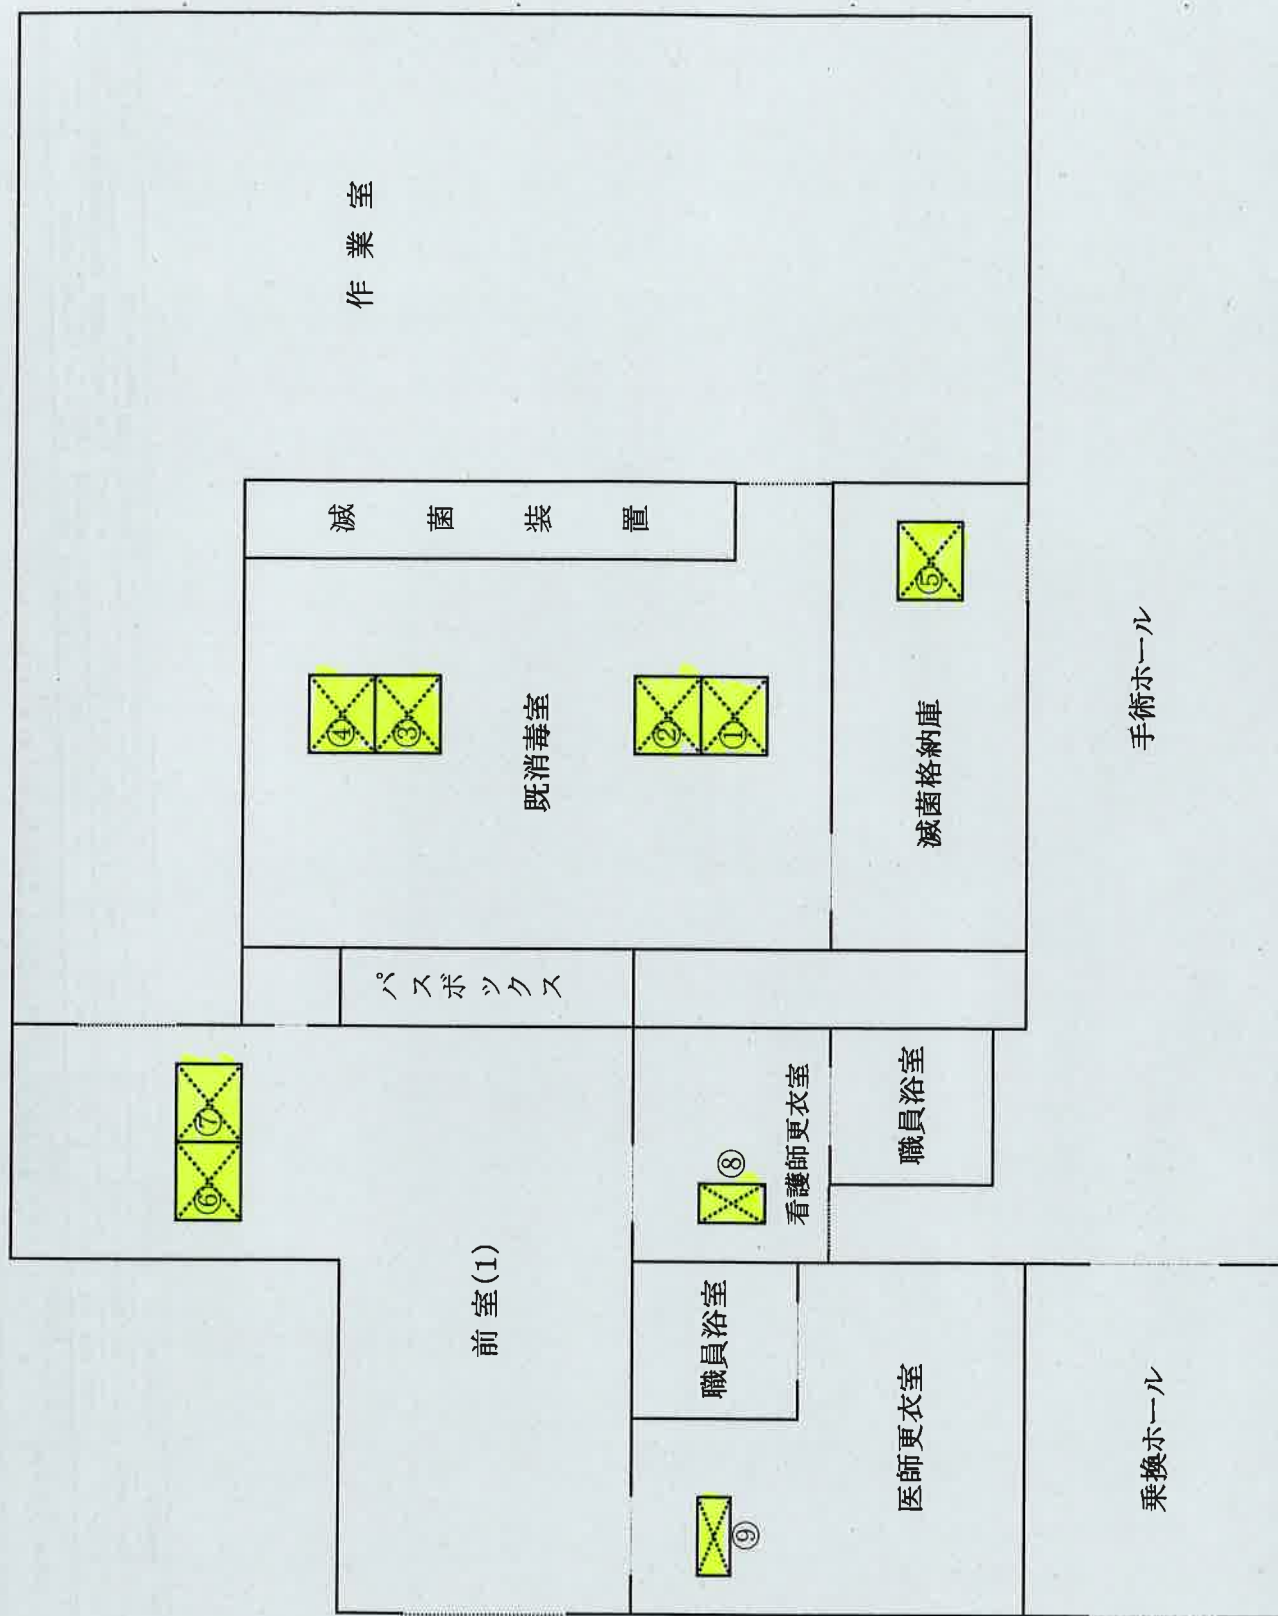 作業室
滅菌装置
④
③
既消毒室
②
①
⑤
滅菌格納庫
手術ホール
パスボックス
⑦
⑥
前室(1)
⑧
看護師更衣室
職員浴室
職員浴室
⑨
医師更衣室
乗換ホール